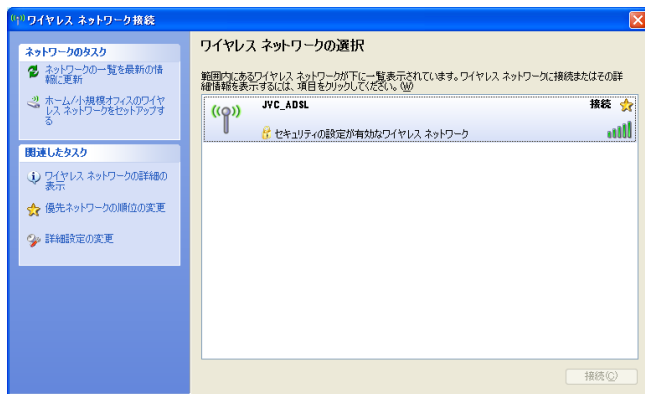 ワイヤレス ネットワーク接続
ネットワークのタスク
ネットワークの一覧を最新の情
報に更新
ホーム/小規模オフィスのワイヤ
レス ネットワークをセットアップす
る
関連したタスク
ワイヤレス ネットワークの詳細の
表示
優先ネットワークの順位の変更
詳細設定の変更
ワイヤレス ネットワークの選択
範囲内にあるワイヤレス ネットワークが下に一覧表示されています。ワイヤレス ネットワークに接続またはその詳
細情報を表示するには、項目をクリックしてください。(W)
JYC_ADSL
接続
セキュリティの設定が有効なワイヤレス ネットワーク
接続(C)